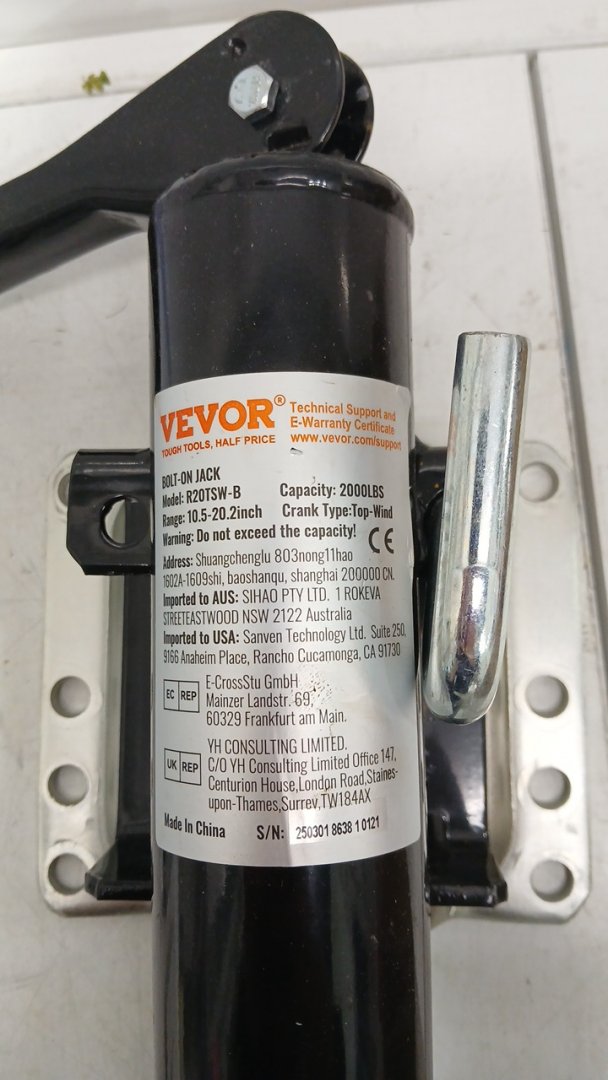 VEVOR®
TOUGH TOOLS, HALF PRICE
Technical Support and
E-Warranty Certificate
www.vevor.com/support
BOLT-ON JACK
Model: R20TSW-B Capacity: 2000LBS
Range: 10.5-20.2inch Crank Type:Top-Wind
Warning: Do not exceed the capacity!
CE
Address: Shuangchenglu 803nong11hao
1602A-1609shi, baoshanqu, shanghai 200000 CN.
Imported to AUS: SIHAO PTY LTD. 1 ROKEVA
STREETEASTWOOD NSW 2122 Australia
Imported to USA: Sanven Technology Ltd. Suite 250,
9166 Anaheim Place, Rancho Cucamonga, CA 91730
EC REP
E-CrossStu GmbH
Mainzer Landstr. 69,
60329 Frankfurt am Main.
UK REP
YH CONSULTING LIMITED.
C/O YH Consulting Limited Office 147,
Centurion House,London Road,Staines-
upon-Thames,Surrey,TW184AX
Made In China S/N: 250301 8638 1 0121